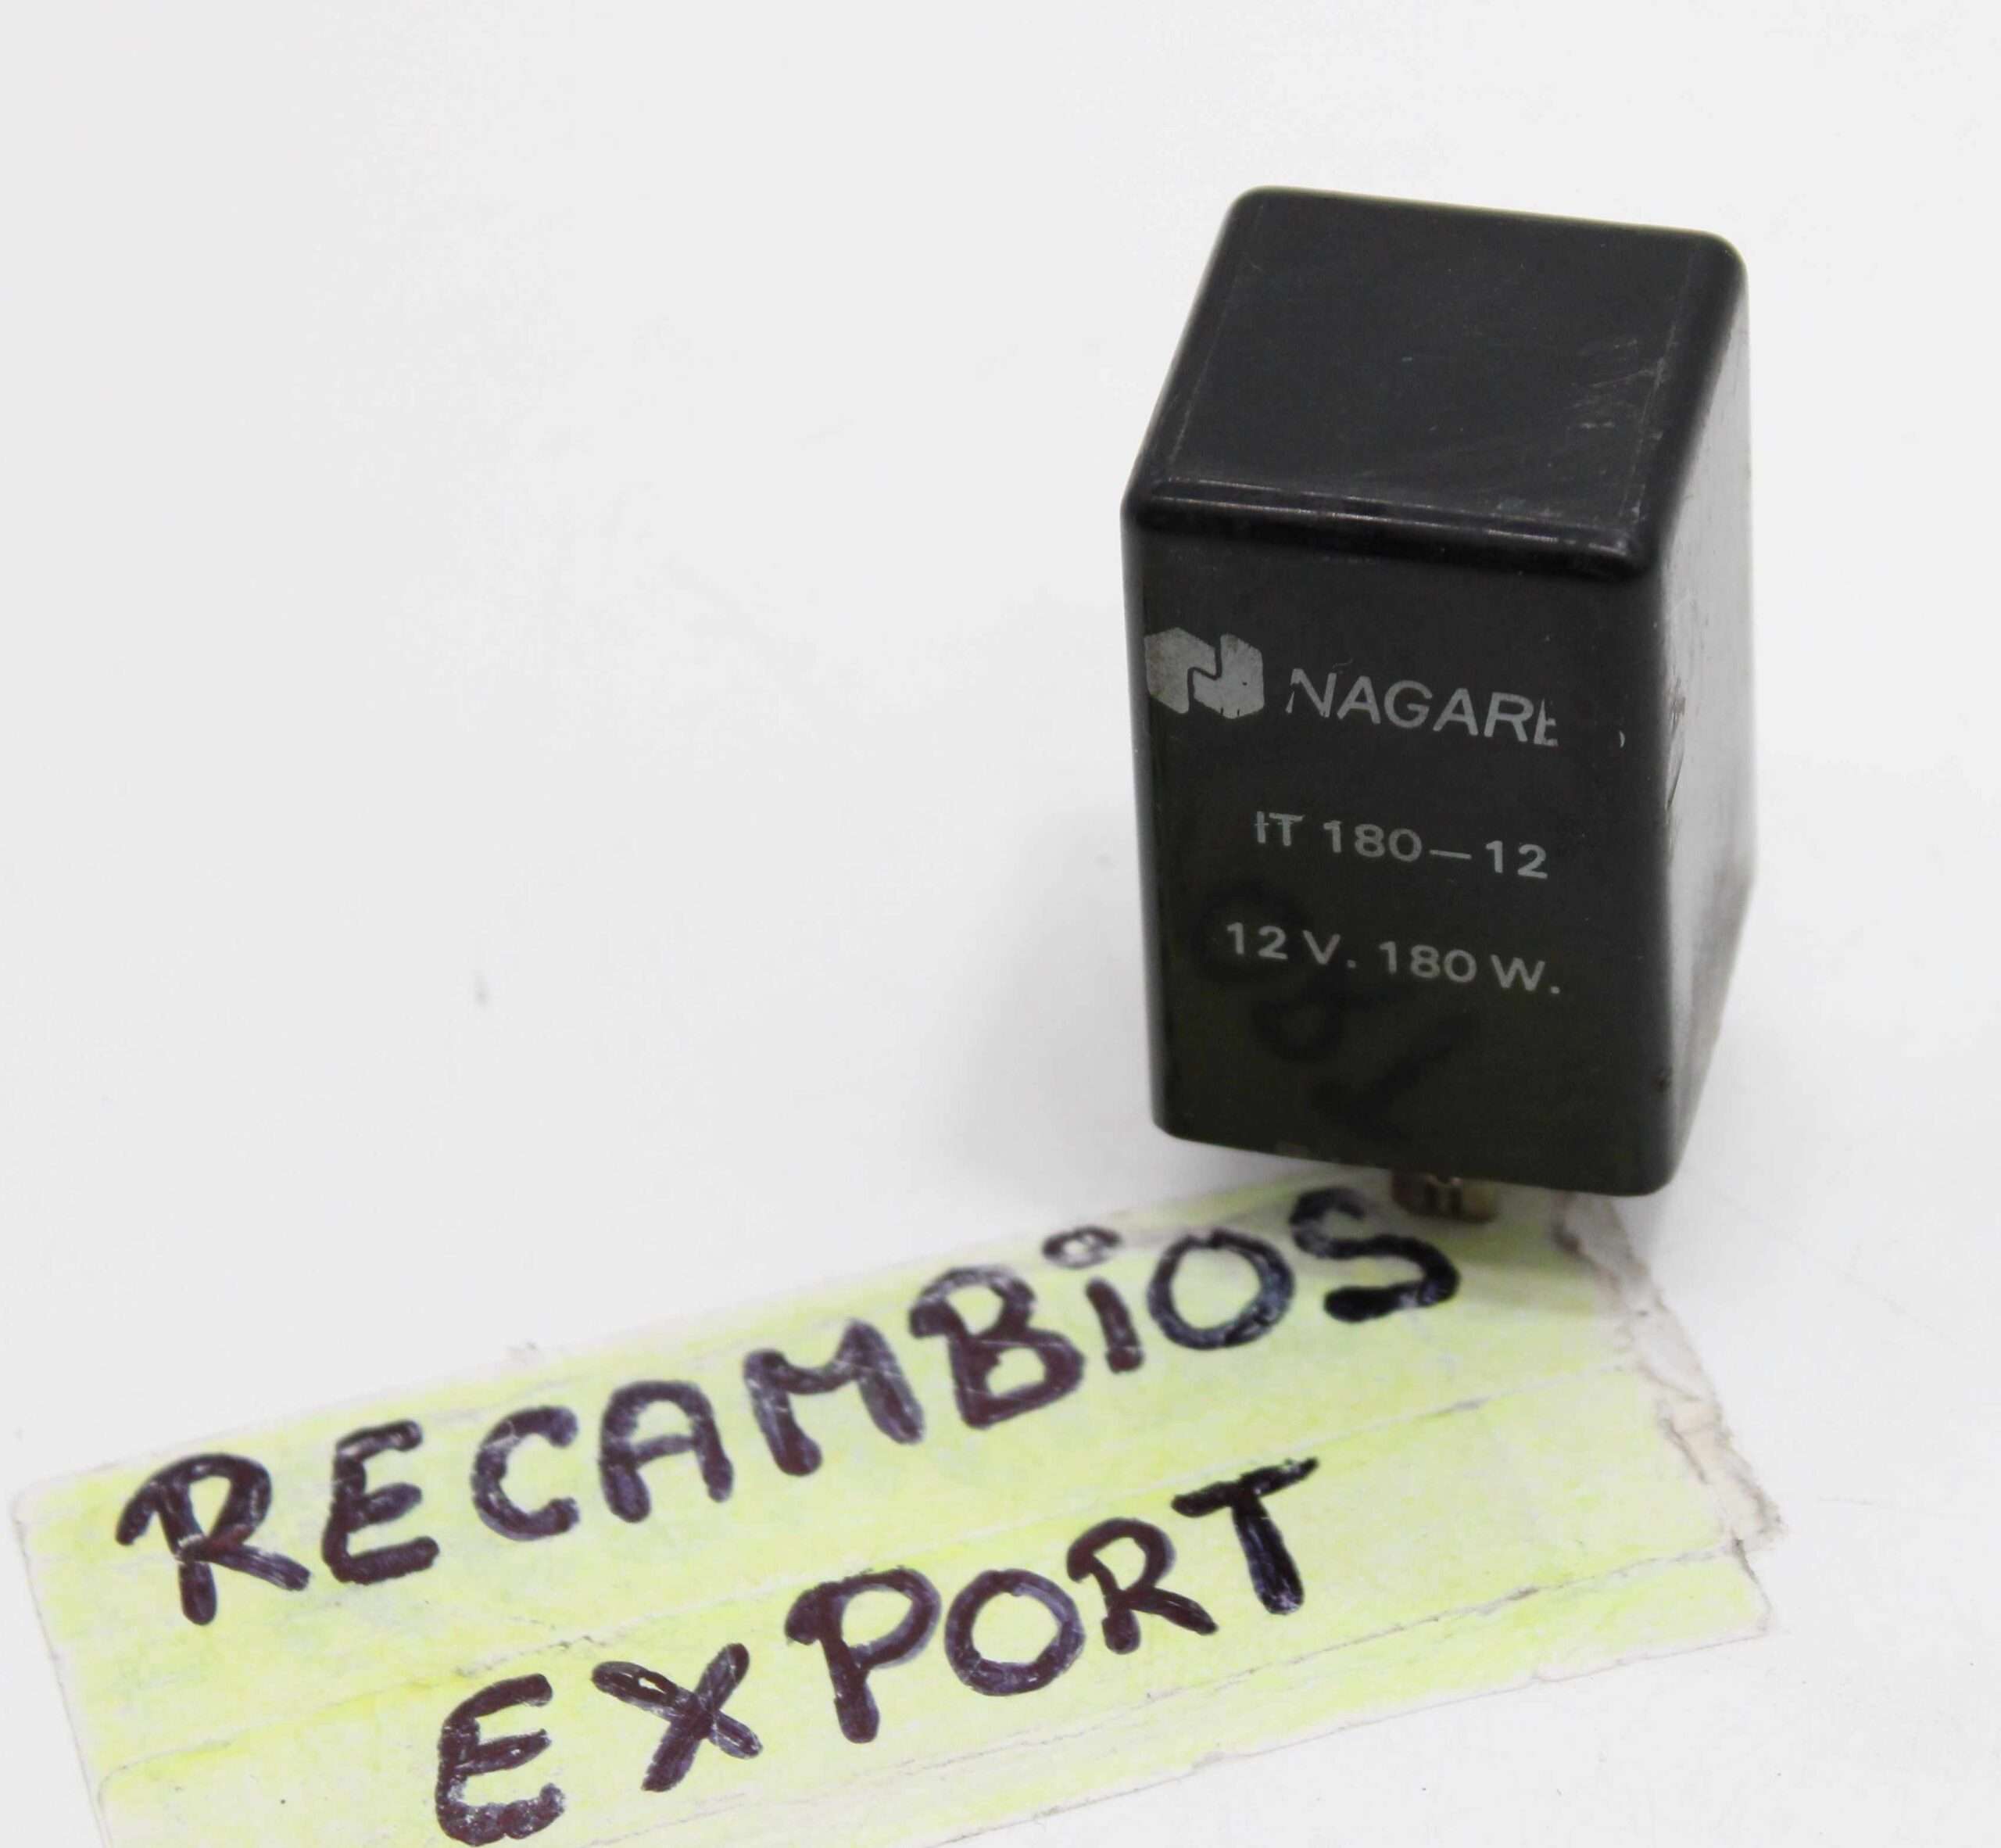 NAGARE
IT 180-12
12 V. 180 W.
RECAMBiOS
EXPORT